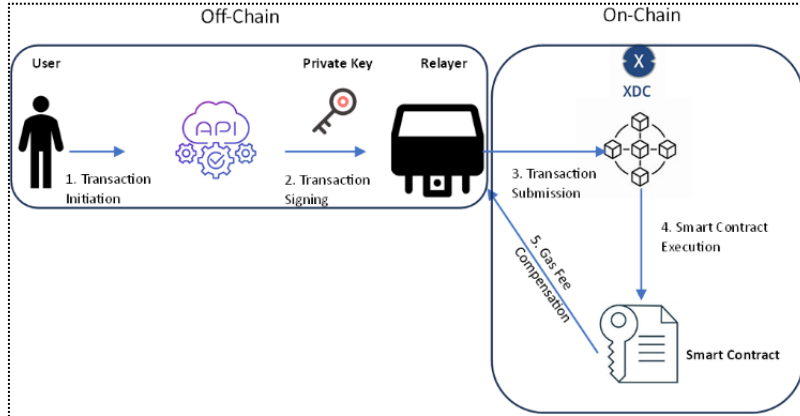 Off-Chain
On-Chain
User
Private Key
Relayer
X
XDC
API
1. Transaction
Initiation
2. Transaction
Signing
3. Transaction
Submission
4. Smart Contract
Execution
5. Gas Fee
Compensation
Smart Contract